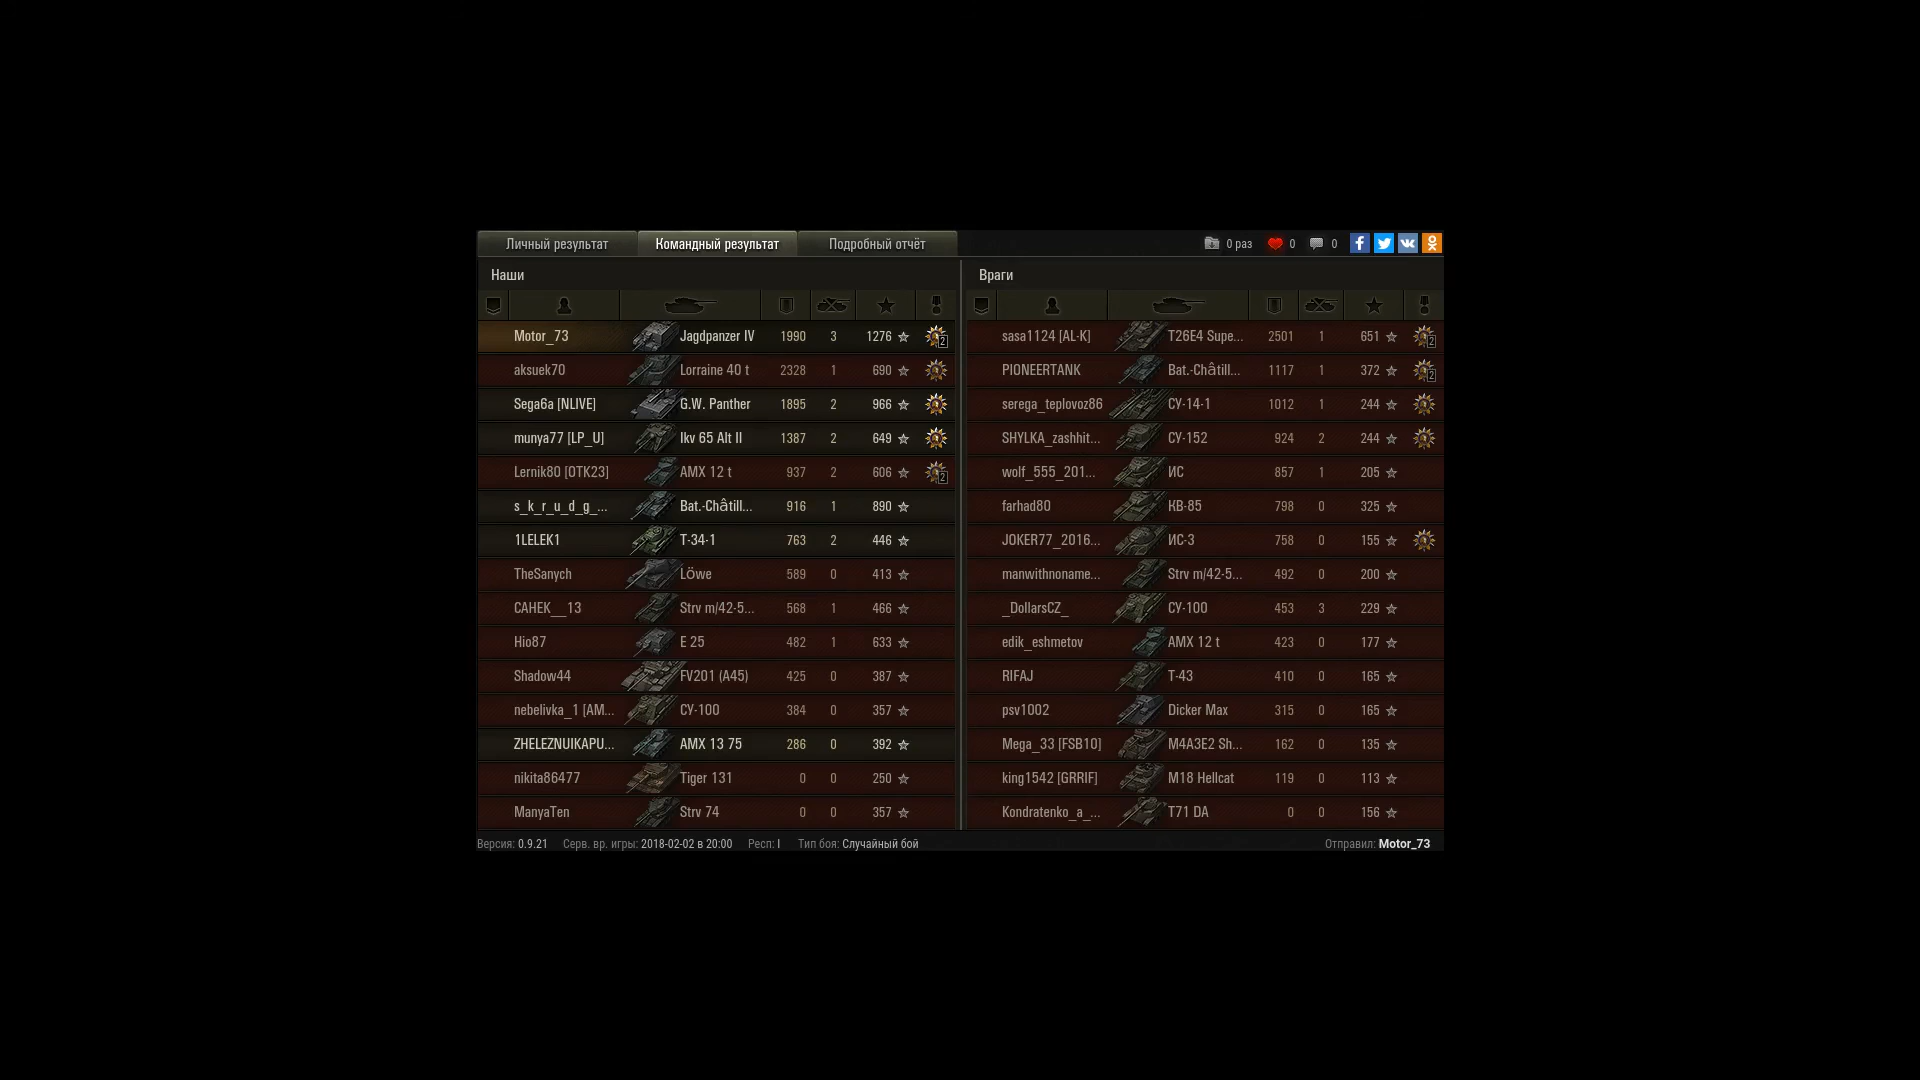 Личный результат Командный результат Подробный отчёт 0 раз 0 0
Наши Враги
Motor_73 Jagdpanzer IV 1990 3 1276 2 sasa1124 [AL-K] T26E4 Supe... 2501 1 651 2
aksuek70 Lorraine 40 t 2328 1 690 PIONEERTANK Bat.-Châtill... 1117 1 372 2
Sega6a [NLIVE] G.W. Panther 1895 2 966 serega_teplovoz86 СУ-14-1 1012 1 244
munya77 [LP_U] Ikv 65 Alt II 1387 2 649 SHYLKA_zashhit... СУ-152 924 2 244
Lernik80 [OTK23] AMX 12 t 937 2 606 2 wolf_555_201... ИС 857 1 205
s_k_r_u_d_g_... Bat.-Châtill... 916 1 890 farhad80 КВ-85 798 0 325
1LELEK1 T-34-1 763 2 446 JOKER77_2016... ИС-3 758 0 155
TheSanych Löwe 589 0 413 manwithnoname... Strv m/42-5... 492 0 200
CAHEK__13 Strv m/42-5... 568 1 466 _DollarsCZ_ СУ-100 453 3 229
Hio87 E 25 482 1 633 edik_eshmetov AMX 12 t 423 0 177
Shadow44 FV201 (A45) 425 0 387 RIFAJ Т-43 410 0 165
nebelivka_1 [AM... СУ-100 384 0 357 psv1002 Dicker Max 315 0 165
ZHELEZNUIKAPU... AMX 13 75 286 0 392 Mega_33 [FSB10] M4A3E2 Sh... 162 0 135
nikita86477 Tiger 131 0 0 250 king1542 [GRRIF] M18 Hellcat 119 0 113
ManyaTen Strv 74 0 0 357 Kondratenko_a_... T71 DA 0 0 156
Версия: 0.9.21 Серв. вр. игры: 2018-02-02 в 20:00 Респ: I Тип боя: Случайный бой Отправил: Motor_73